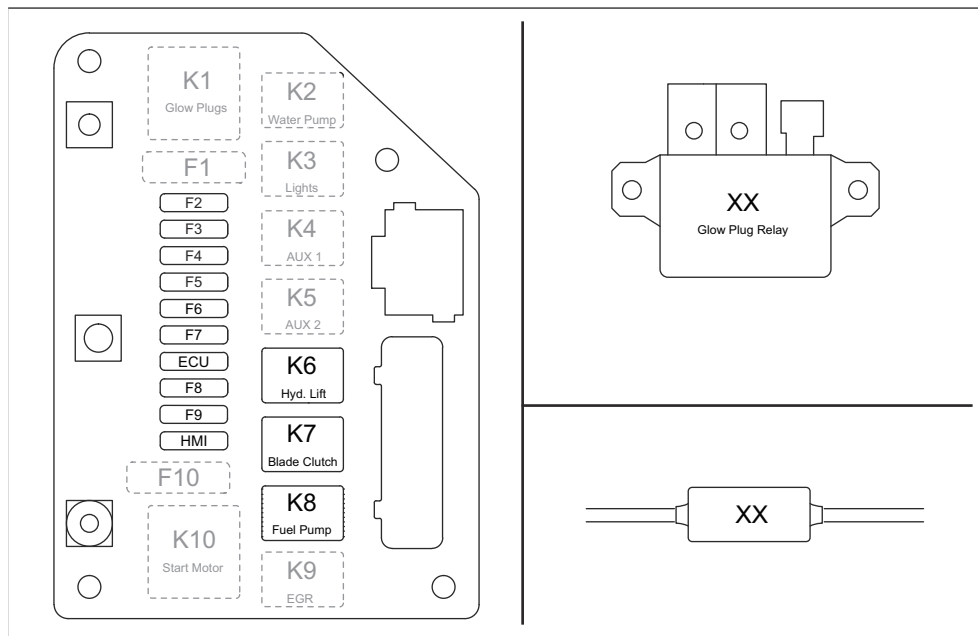 K1
Glow Plugs
F1
F2
F3
F4
F5
F6
F7
ECU
F8
F9
HMI
F10
K10
Start Motor
K2
Water Pump
K3
Lights
K4
AUX 1
K5
AUX 2
K6
Hyd. Lift
K7
Blade Clutch
K8
Fuel Pump
K9
EGR
XX
Glow Plug Relay
XX